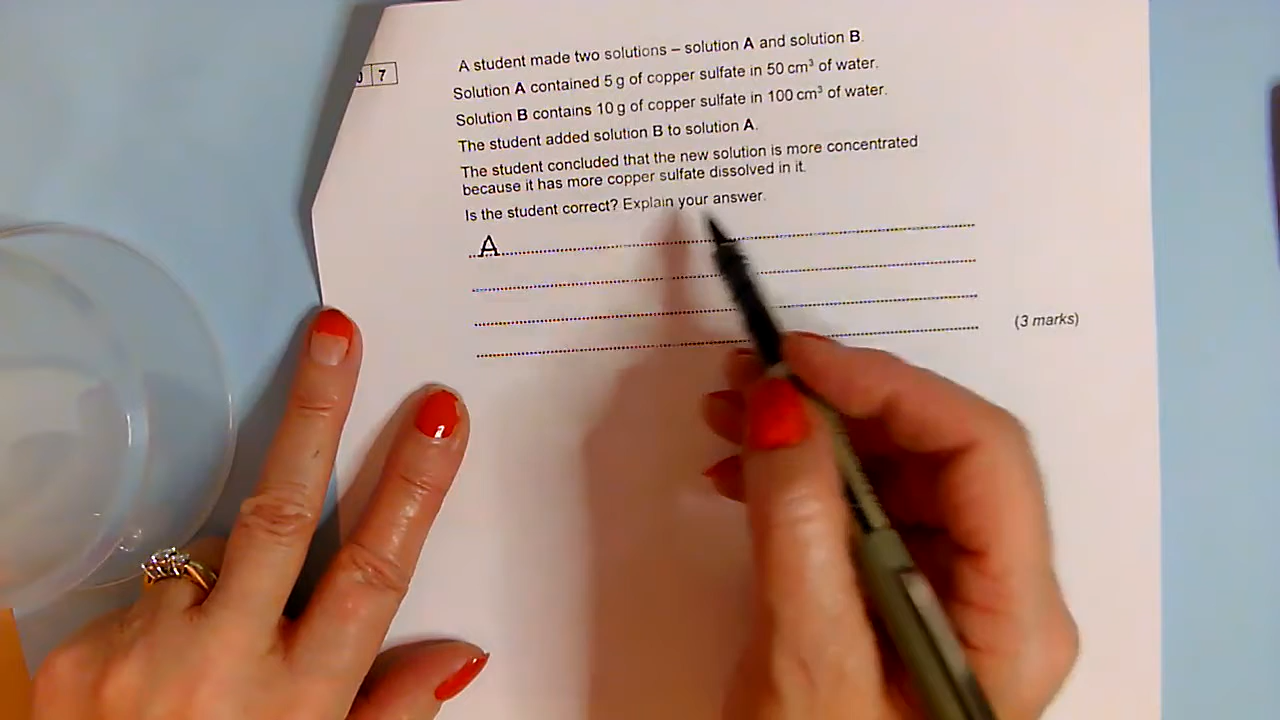 0 7
A student made two solutions – solution A and solution B.
Solution A contained 5 g of copper sulfate in 50 cm³ of water.
Solution B contains 10 g of copper sulfate in 100 cm³ of water.
The student added solution B to solution A.
The student concluded that the new solution is more concentrated
because it has more copper sulfate dissolved in it.
Is the student correct? Explain your answer.
A
(3 marks)